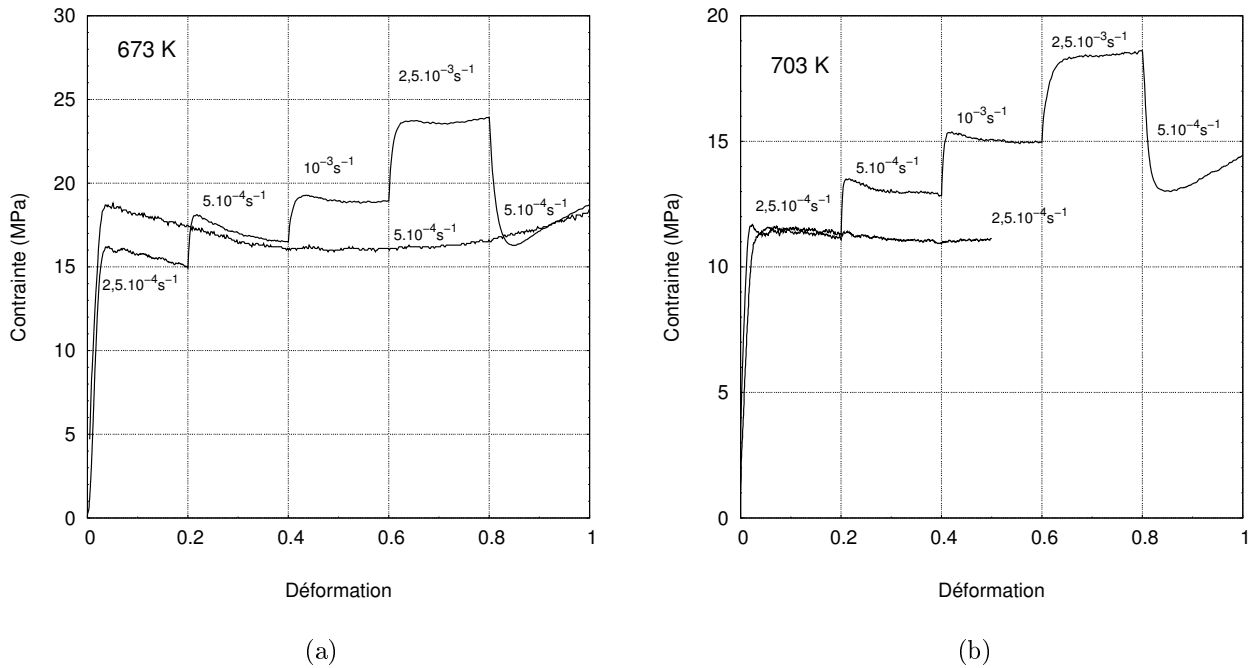 673 K
2,5.10⁻³s⁻¹
10⁻³s⁻¹
5.10⁻⁴s⁻¹
5.10⁻⁴s⁻¹
5.10⁻⁴s⁻¹
2,5.10⁻⁴s⁻¹
30
25
20
15
10
5
0
0 0.2 0.4 0.6 0.8 1
Contrainte (MPa)
Déformation
(a)
703 K
2,5.10⁻³s⁻¹
10⁻³s⁻¹
5.10⁻⁴s⁻¹
5.10⁻⁴s⁻¹
2,5.10⁻⁴s⁻¹
2,5.10⁻⁴s⁻¹
20
15
10
5
0
0 0.2 0.4 0.6 0.8 1
Contrainte (MPa)
Déformation
(b)